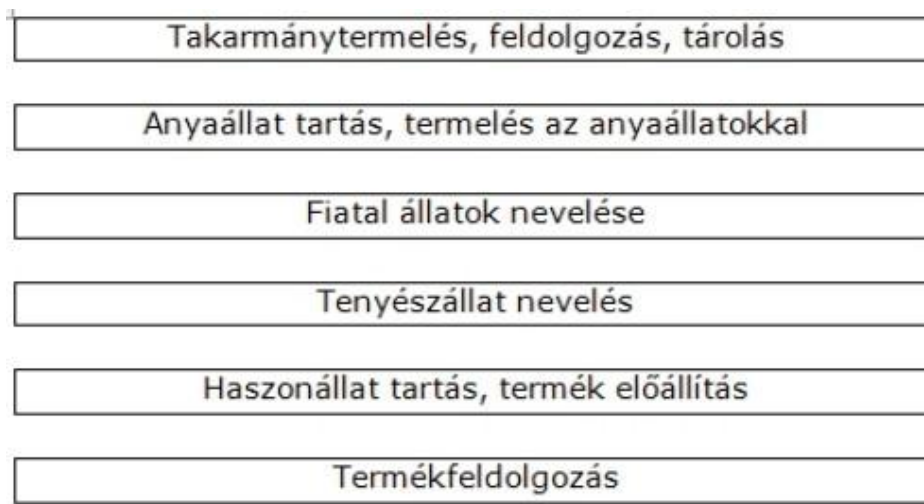 Takarmánytermelés, feldolgozás, tárolás
Anyaállat tartás, termelés az anyaállatokkal
Fiatal állatok nevelése
Tenyészállat nevelés
Haszonállat tartás, termék előállítás
Termékfeldolgozás